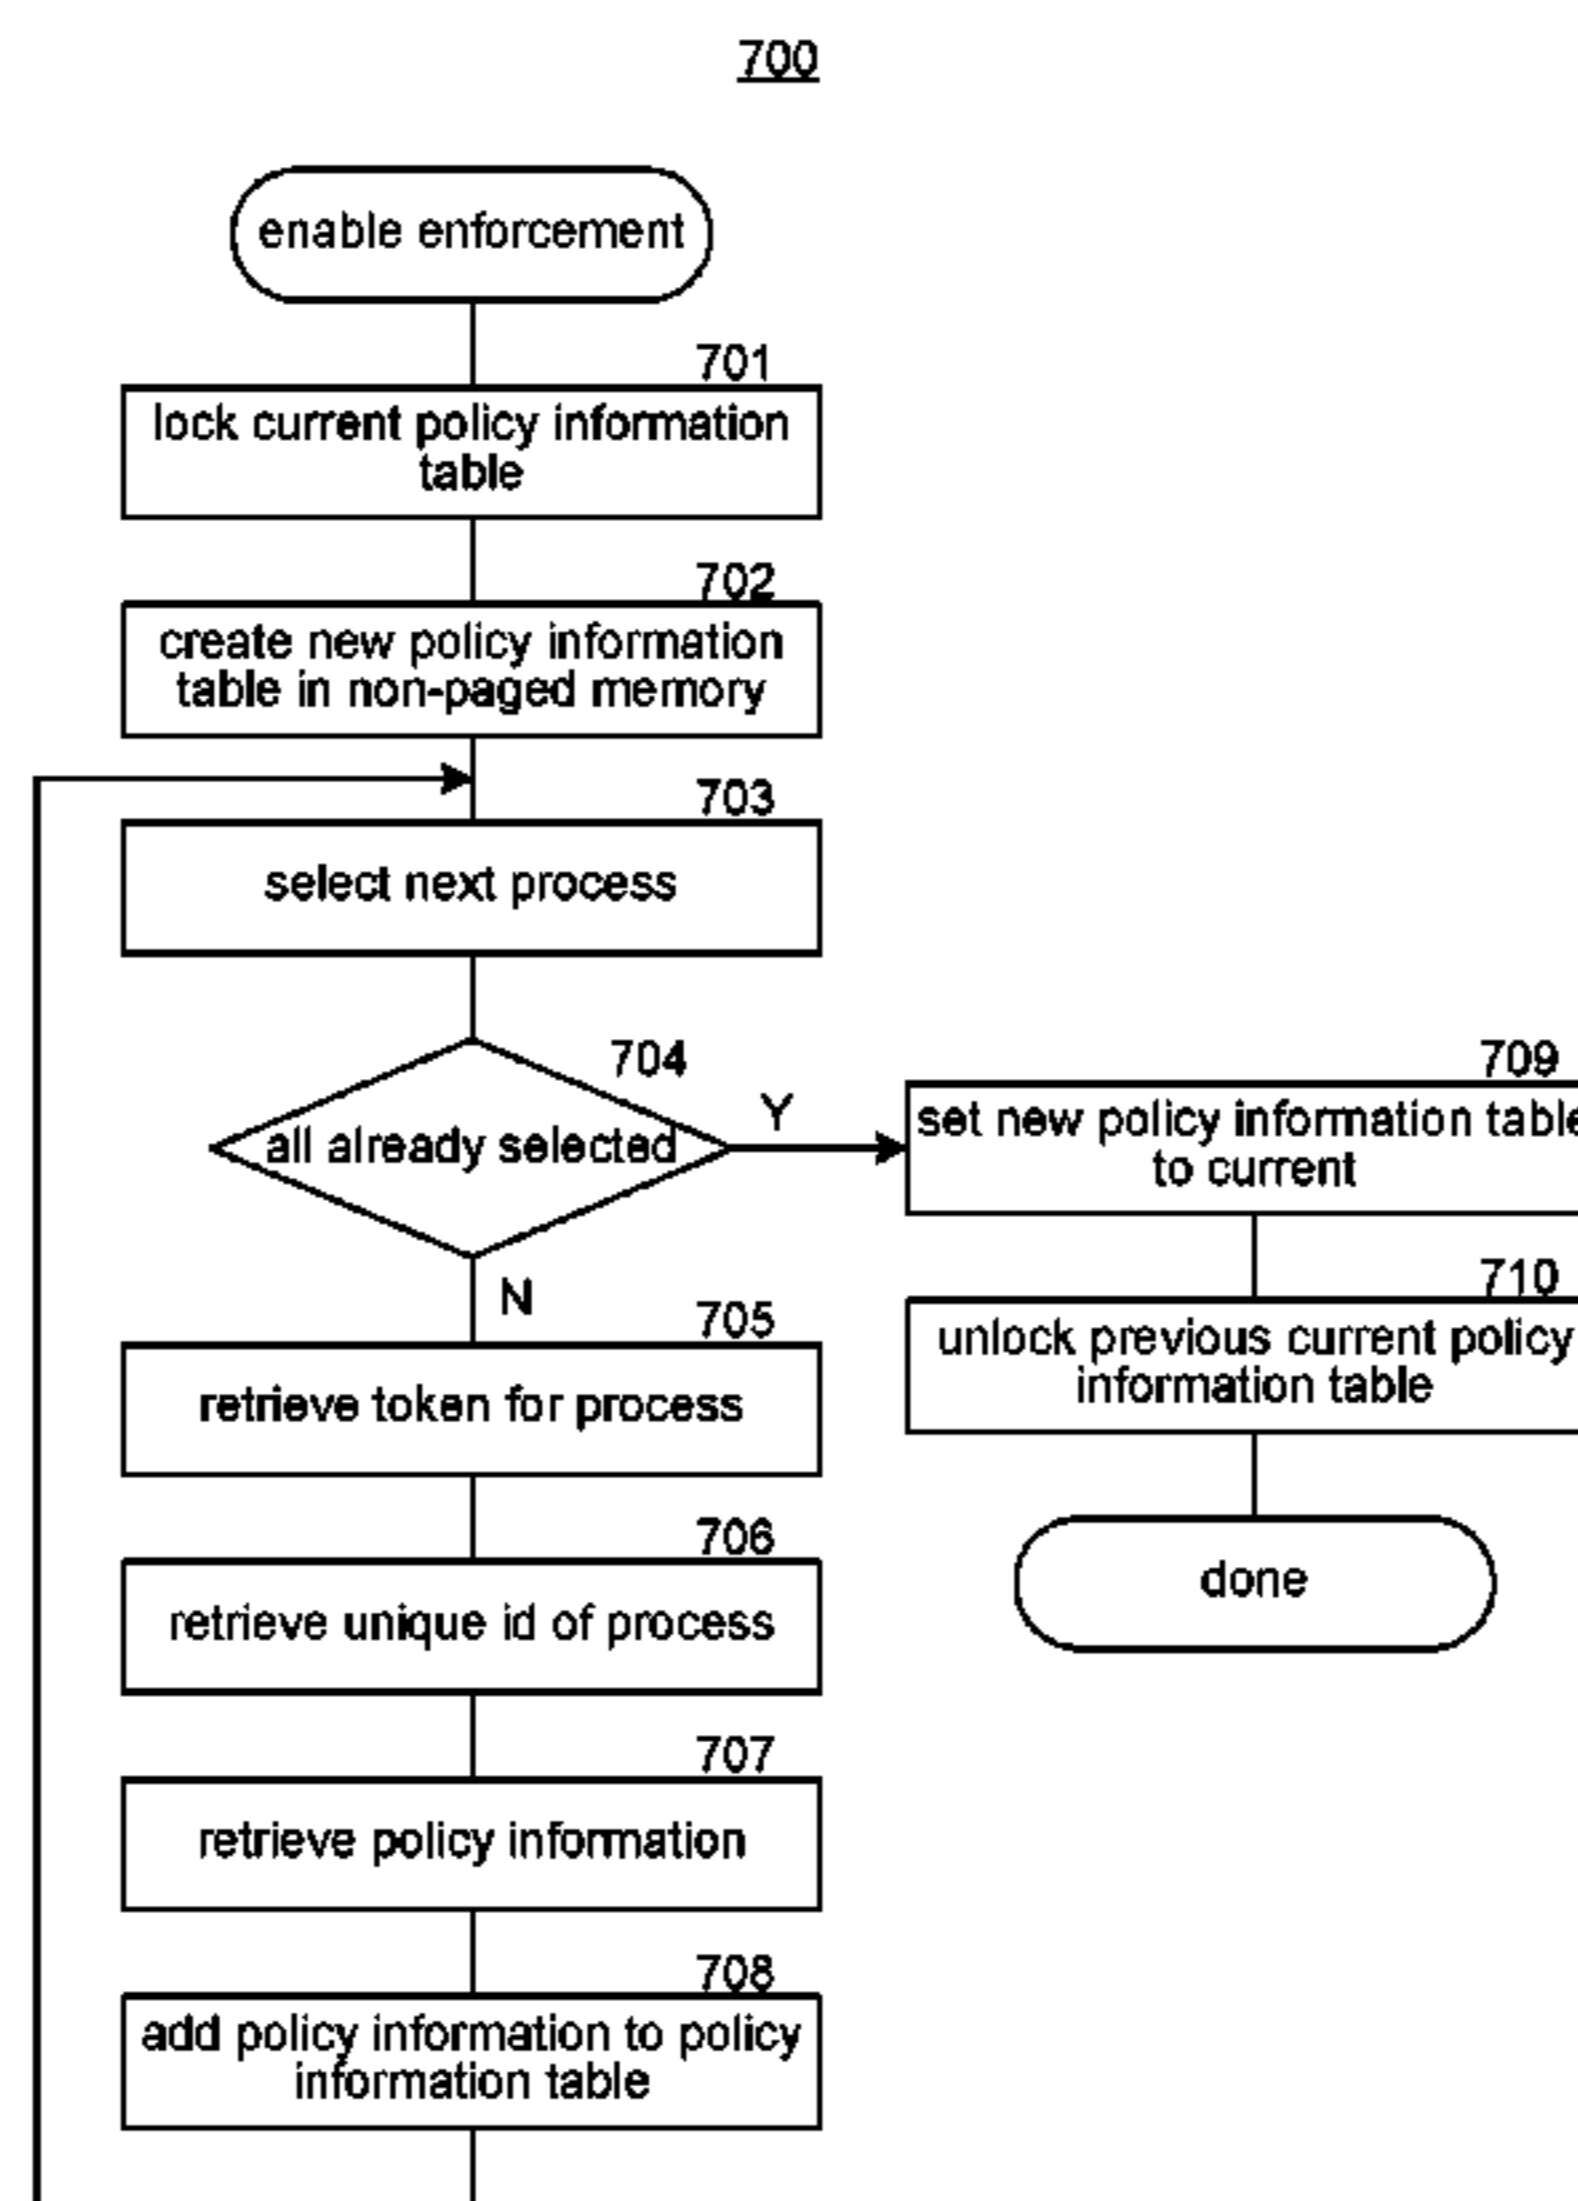 700
enable enforcement
701
lock current policy information
table
702
create new policy information
table in non-paged memory
703
select next process
704
all already selected
Y
N
705
retrieve token for process
706
retrieve unique id of process
707
retrieve policy information
708
add policy information to policy
information table
709
set new policy information table
to current
710
unlock previous current policy
information table
done